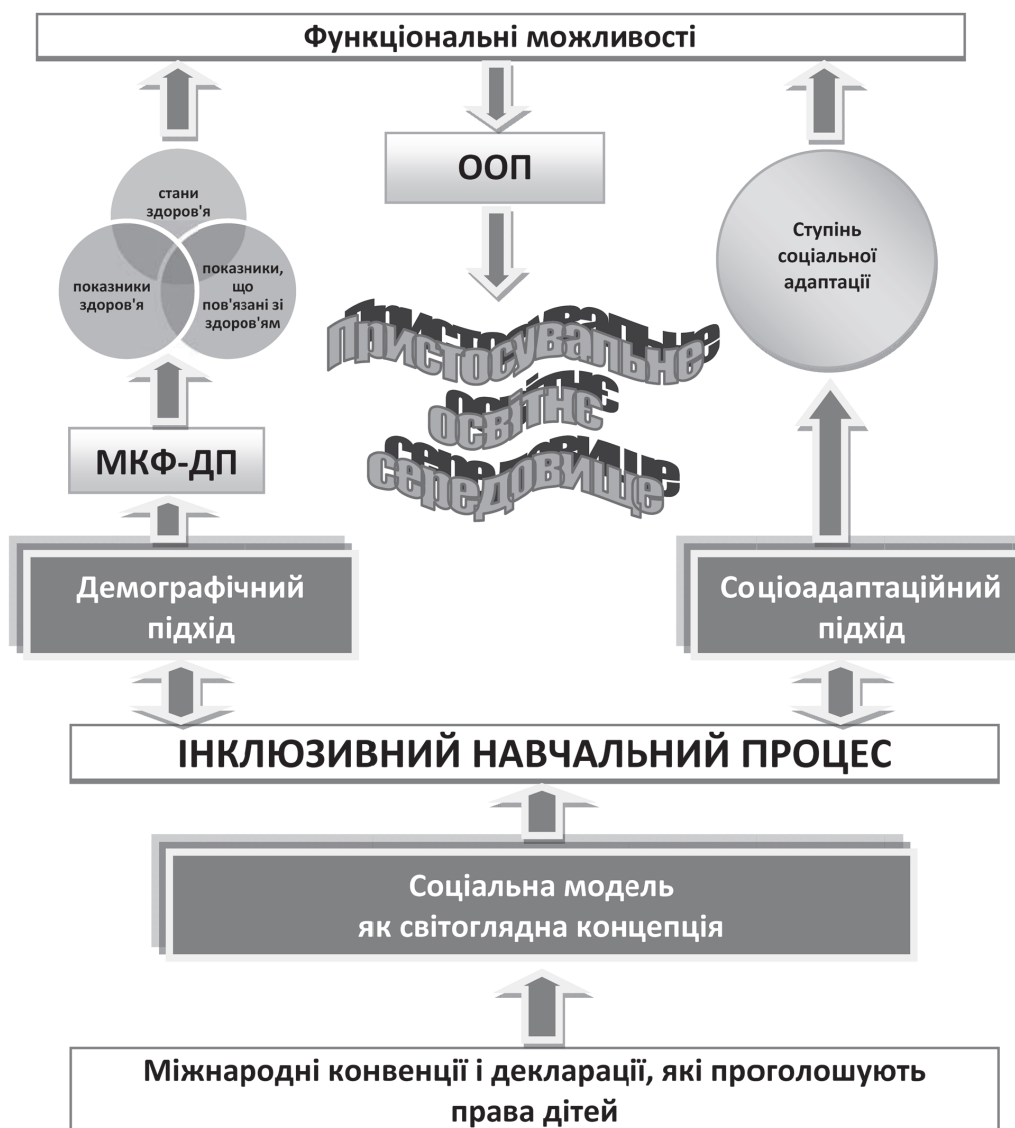 Функціональні можливості
ООП
стани
здоров'я
показники
здоров'я
показники,
що
пов'язані зі
здоров'ям
Ступінь
соціальної
адаптації
Пристосувальне
освітнє
середовище
МКФ-ДП
Демографічний
підхід
Соціоадаптаційний
підхід
ІНКЛЮЗИВНИЙ НАВЧАЛЬНИЙ ПРОЦЕС
Соціальна модель
як світоглядна концепція
Міжнародні конвенції і декларації, які проголошують
права дітей